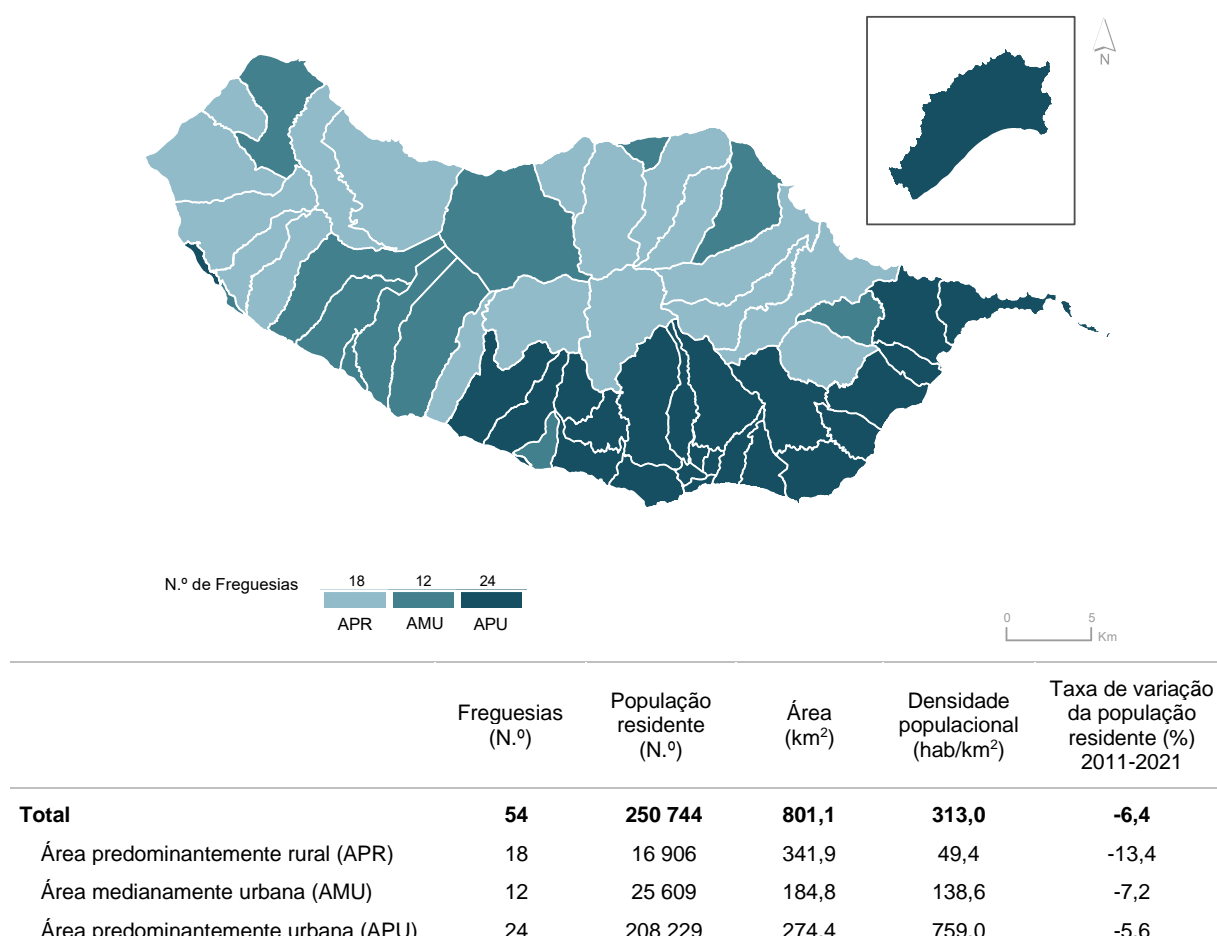 N
N.º de Freguesias 18 12 24
APR AMU APU
0 5
Km
Freguesias (N.º) População residente (N.º) Área (km²) Densidade populacional (hab/km²) Taxa de variação da população residente (%) 2011-2021
Total 54 250 744 801,1 313,0 -6,4
Área predominantemente rural (APR) 18 16 906 341,9 49,4 -13,4
Área medianamente urbana (AMU) 12 25 609 184,8 138,6 -7,2
Área predominantemente urbana (APU) 24 208 229 274,4 759,0 -5,6